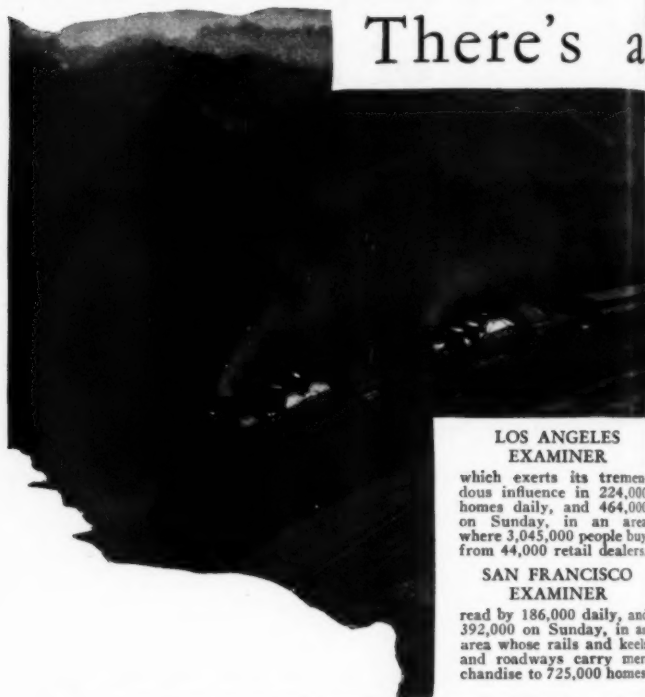 There's a
LOS ANGELES
EXAMINER
which exerts its tremen
dous influence in 224,000
homes daily, and 464,000
on Sunday, in an area
where 3,045,000 people buy
from 44,000 retail dealers
SAN FRANCISCO
EXAMINER
read by 186,000 daily, and
392,000 on Sunday, in a
area whose rails and keel
and roadways carry mer
chandise to 725,000 homes